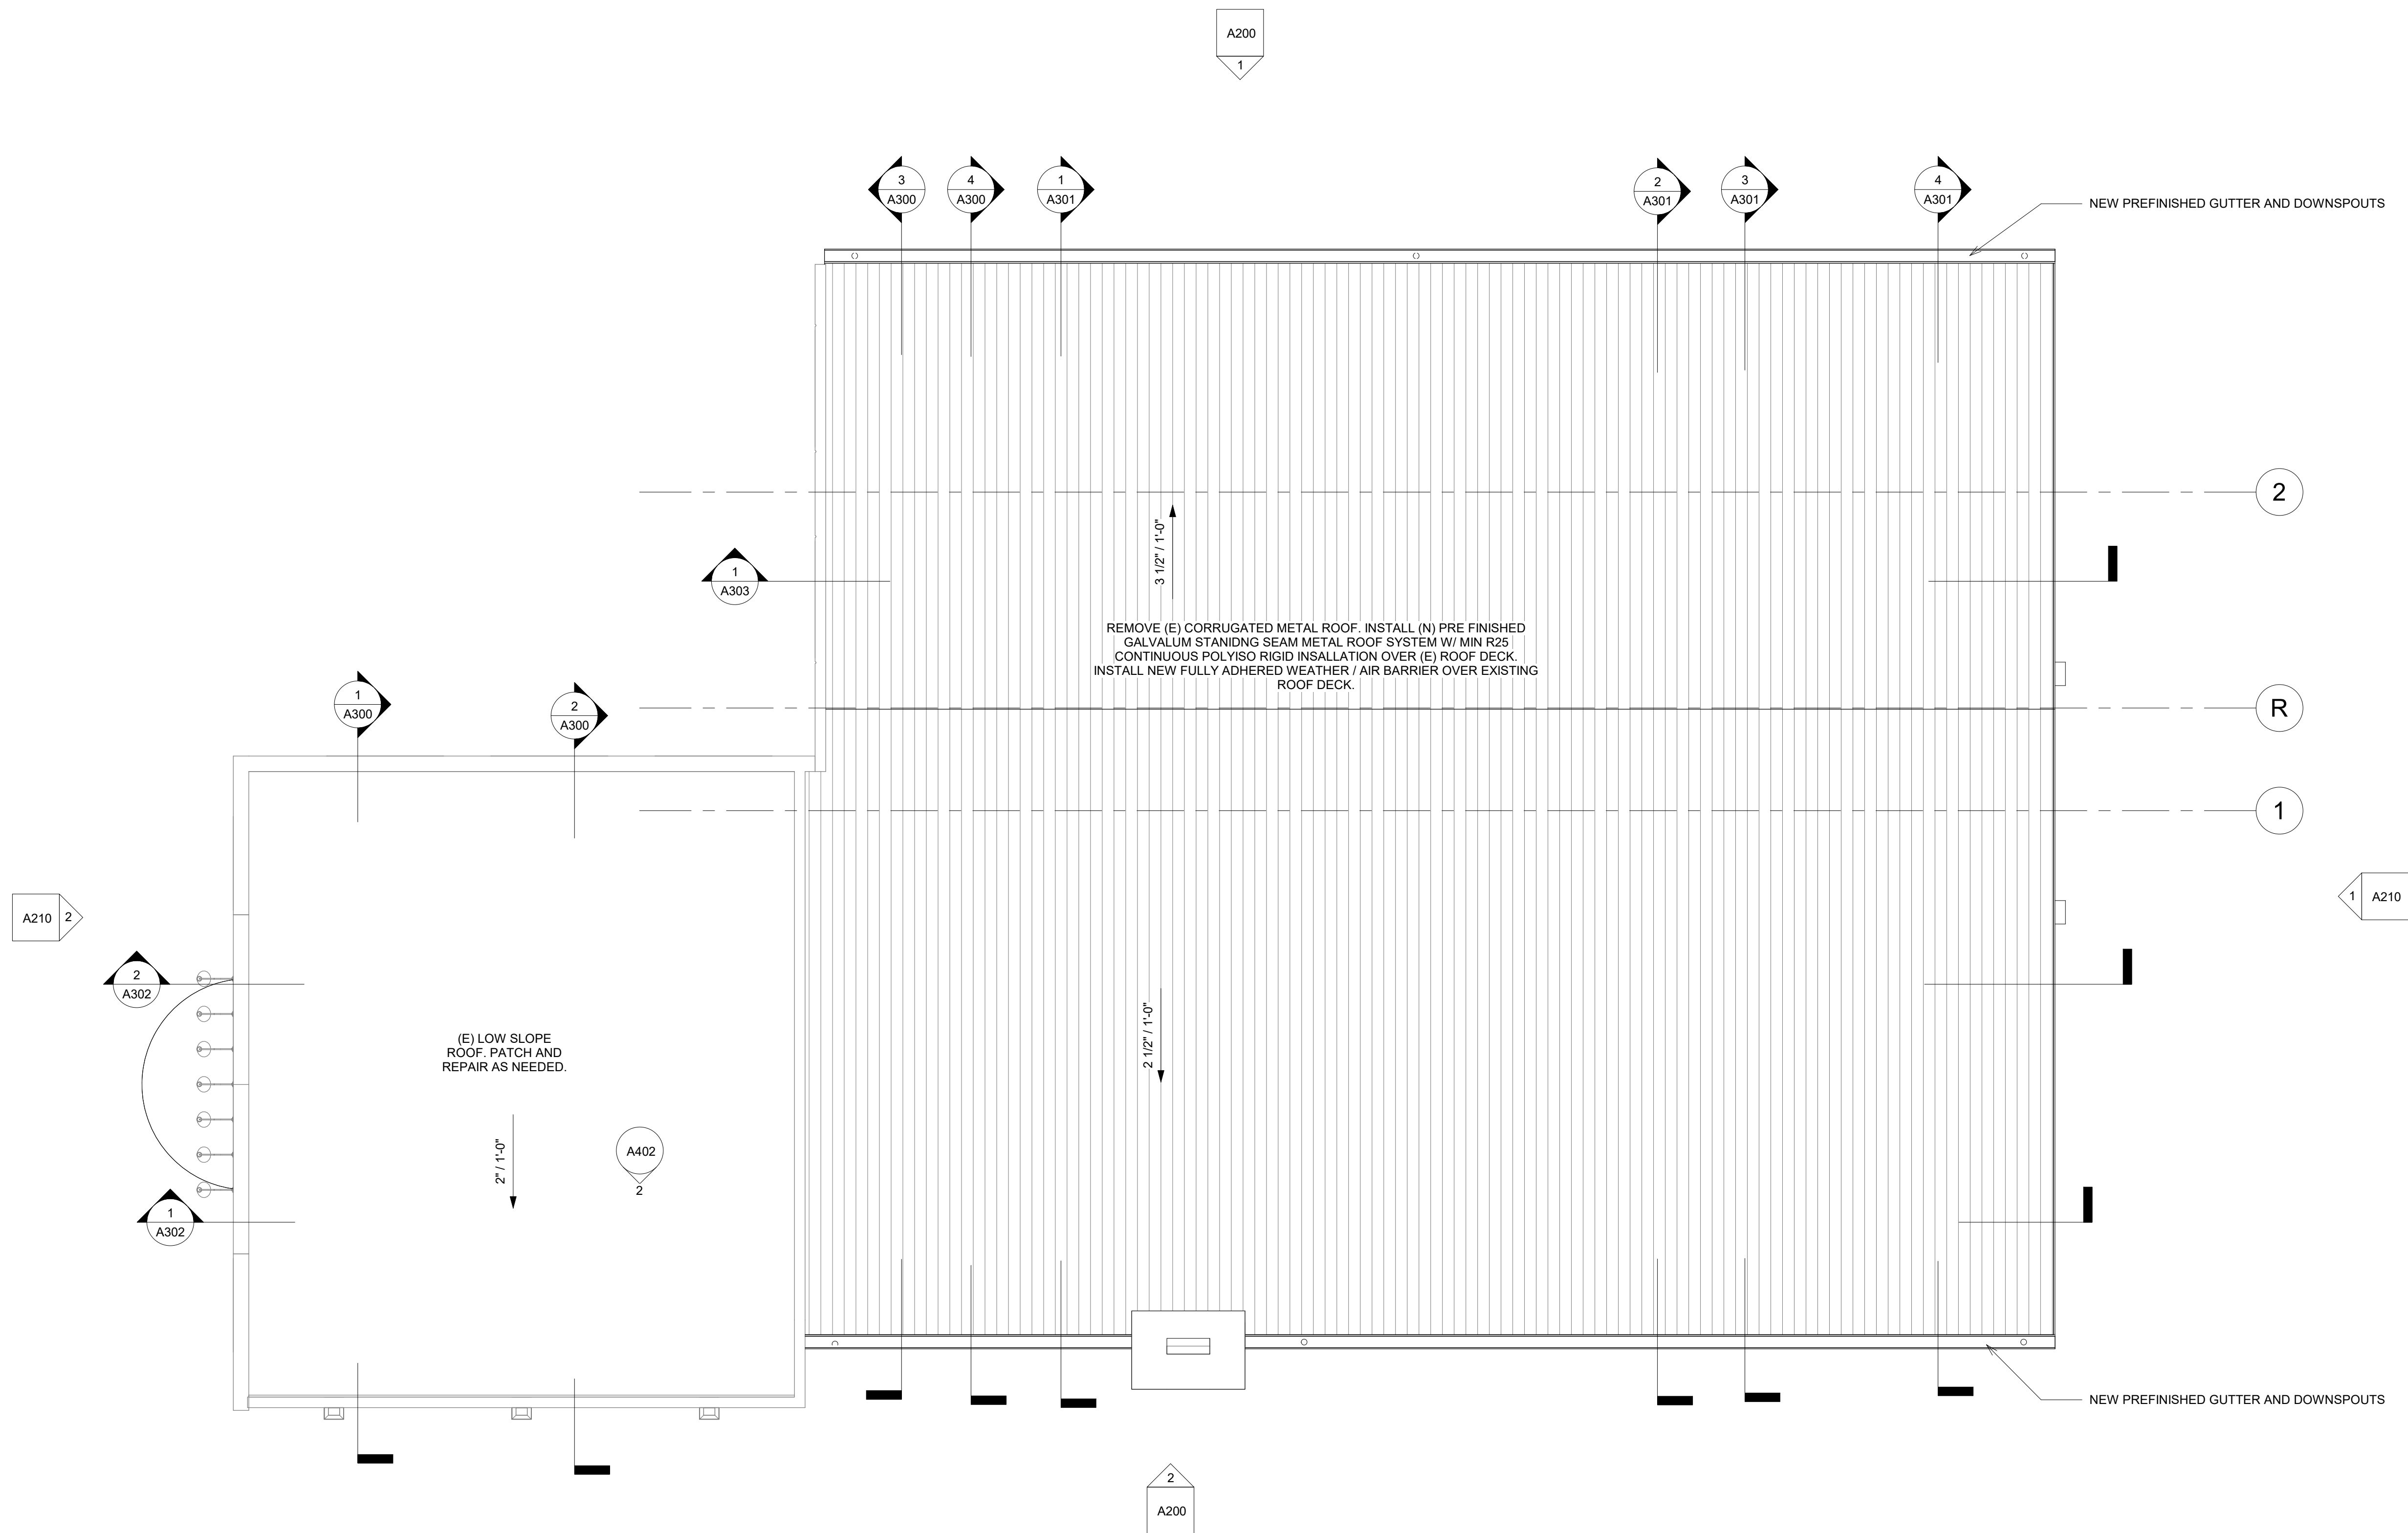 A200
1
3
A300
4
A300
1
A301
2
A301
3
A301
4
A301
NEW PREFINISHED GUTTER AND DOWNSPOUTS
2
3 1/2" / 1'-0"
1
A303
REMOVE (E) CORRUGATED METAL ROOF. INSTALL (N) PRE FINISHED
GALVALUM STANIDNG SEAM METAL ROOF SYSTEM W/ MIN R25
CONTINUOUS POLYISO RIGID INSALLATION OVER (E) ROOF DECK.
INSTALL NEW FULLY ADHERED WEATHER / AIR BARRIER OVER EXISTING
ROOF DECK.
1
A300
2
A300
R
1
A210
2
1
A210
2
A302
(E) LOW SLOPE
ROOF. PATCH AND
REPAIR AS NEEDED.
2 1/2" / 1'-0"
2" / 1'-0"
A402
2
1
A302
NEW PREFINISHED GUTTER AND DOWNSPOUTS
2
A200